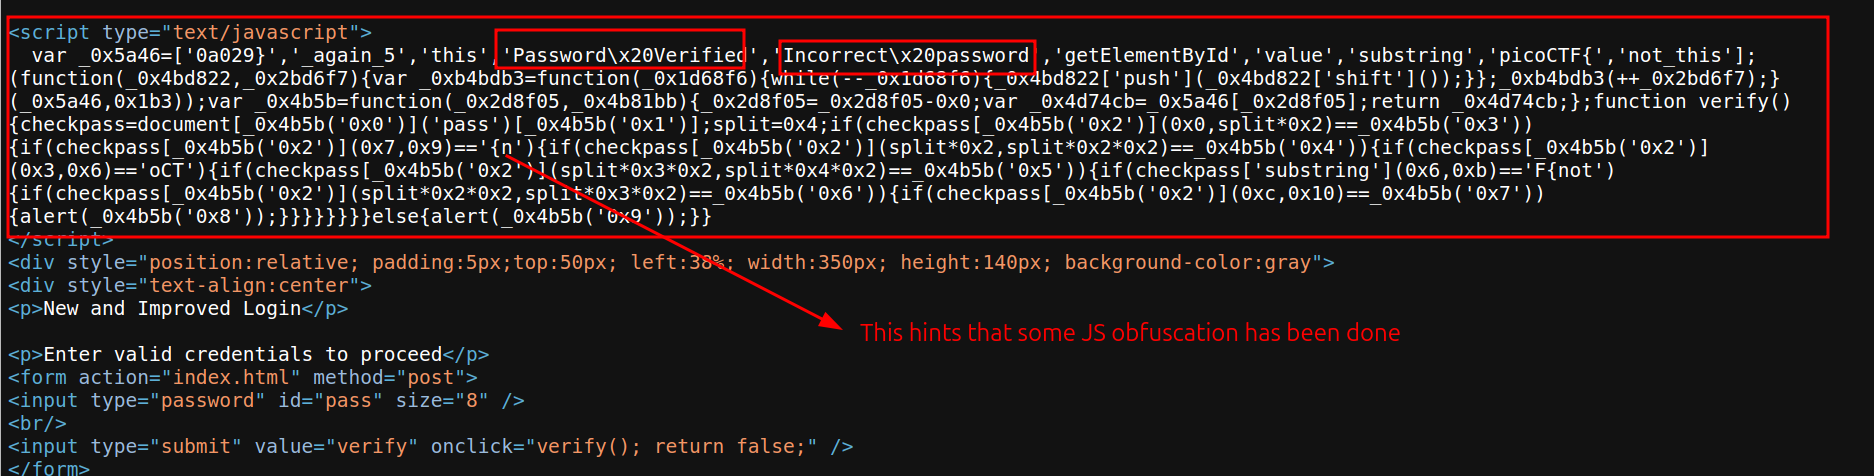 <script type="text/javascript">
var _0x5a46=['0a029}','_again_5','this','Password\x20Verified','Incorrect\x20password','getElementById','value','substring','picoCTF{','not_this'];
(function(_0x4bd822,_0x2bd6f7){var _0xb4bdb3=function(_0x1d68f6){while(--_0x1d68f6){_0x4bd822['push'](_0x4bd822['shift']());}};_0xb4bdb3(++_0x2bd6f7);}
(_0x5a46,0x1b3));var _0x4b5b=function(_0x2d8f05,_0x4b81bb){_0x2d8f05=_0x2d8f05-0x0;var _0x4d74cb=_0x5a46[_0x2d8f05];return _0x4d74cb;};function verify()
{checkpass=document[_0x4b5b('0x0')]('pass')[_0x4b5b('0x1')];split=0x4;if(checkpass[_0x4b5b('0x2')](0x0,split*0x2)==_0x4b5b('0x3'))
{if(checkpass[_0x4b5b('0x2')](0x7,0x9)=='{n'){if(checkpass[_0x4b5b('0x2')](split*0x2,split*0x2*0x2)==_0x4b5b('0x4')){if(checkpass[_0x4b5b('0x2')]
(0x3,0x6)=='oCT'){if(checkpass[_0x4b5b('0x2')](split*0x3*0x2,split*0x4*0x2)==_0x4b5b('0x5')){if(checkpass['substring'](0x6,0xb)=='F{not')
{if(checkpass[_0x4b5b('0x2')](split*0x2*0x2,split*0x3*0x2)==_0x4b5b('0x6')){if(checkpass[_0x4b5b('0x2')](0xc,0x10)==_0x4b5b('0x7'))
{alert(_0x4b5b('0x8'));}}}}}}}}else{alert(_0x4b5b('0x9'));}}
</script>
<div style="position:relative; padding:5px;top:50px; left:38%; width:350px; height:140px; background-color:gray">
<div style="text-align:center">
<p>New and Improved Login</p>
This hints that some JS obfuscation has been done
<p>Enter valid credentials to proceed</p>
<form action="index.html" method="post">
<input type="password" id="pass" size="8" />
<br/>
<input type="submit" value="verify" onclick="verify(); return false;" />
</form>